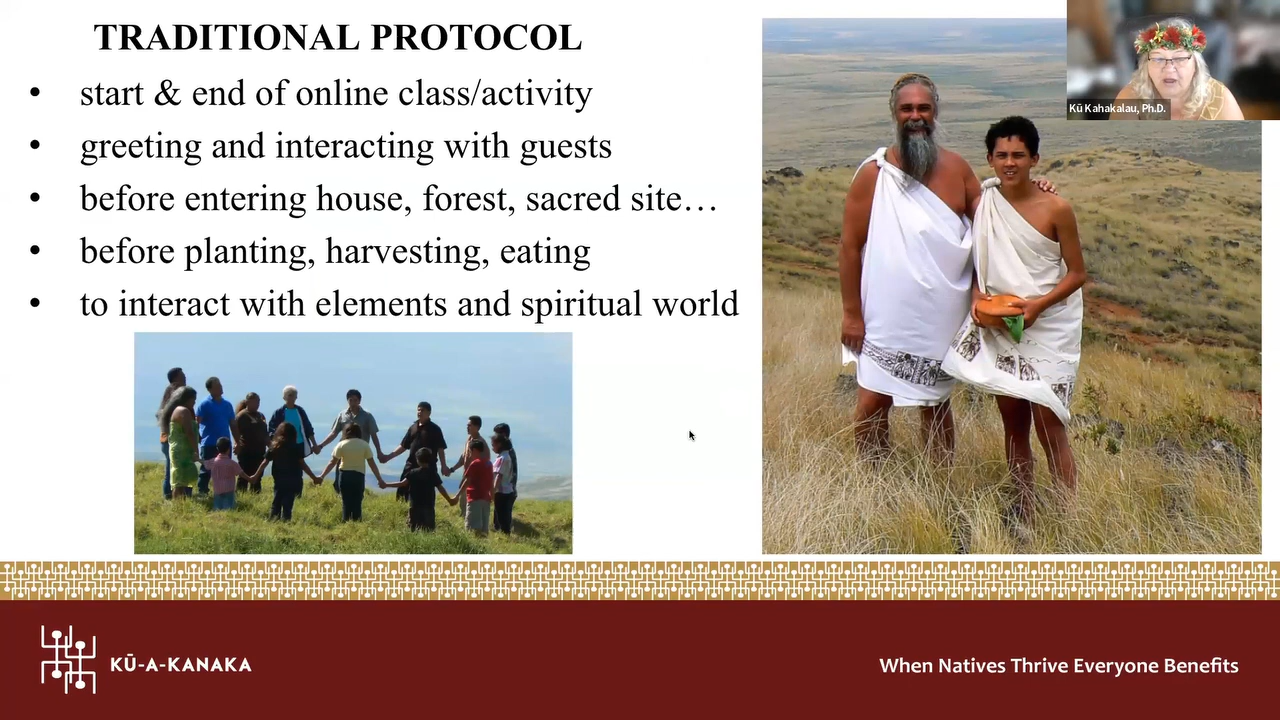 TRADITIONAL PROTOCOL
• start & end of online class/activity
• greeting and interacting with guests
• before entering house, forest, sacred site…
• before planting, harvesting, eating
• to interact with elements and spiritual world
Kū Kahakalau, Ph.D.
KŪ-A-KANAKA
When Natives Thrive Everyone Benefits